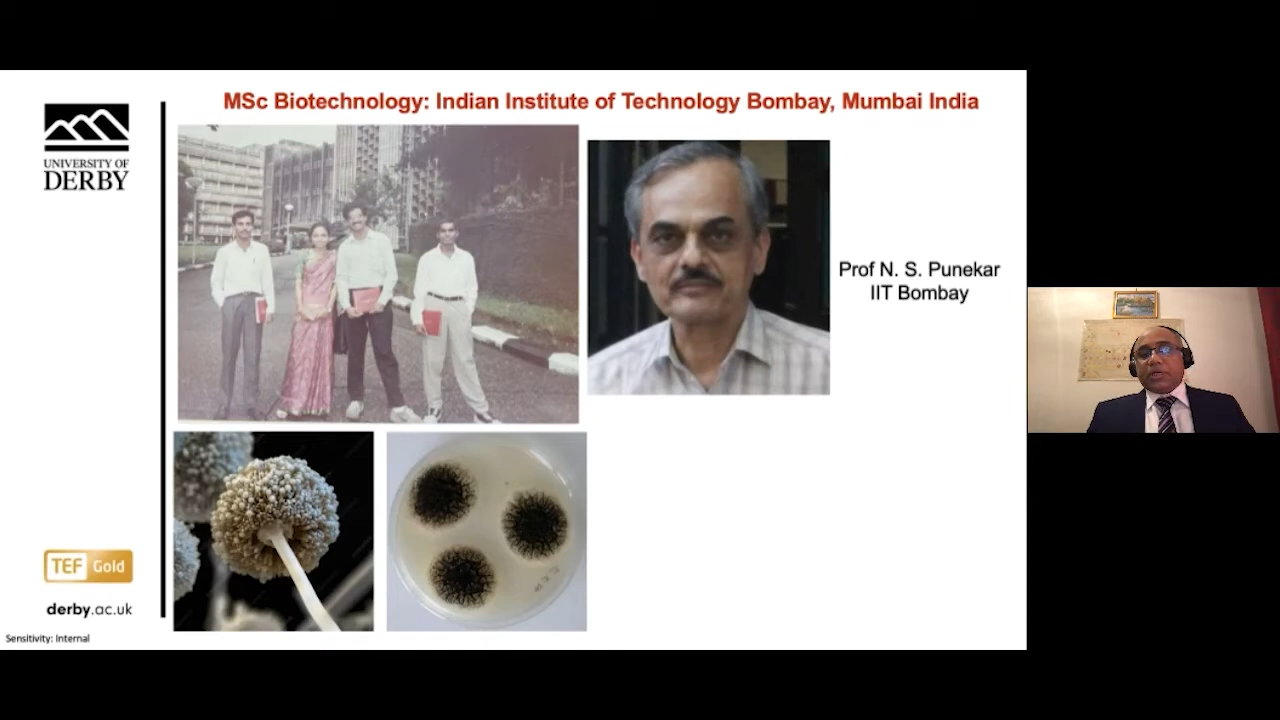 MSc Biotechnology: Indian Institute of Technology Bombay, Mumbai India
UNIVERSITY OF
DERBY
Prof N. S. Punekar
IIT Bombay
TEF Gold
derby.ac.uk
Sensitivity: Internal